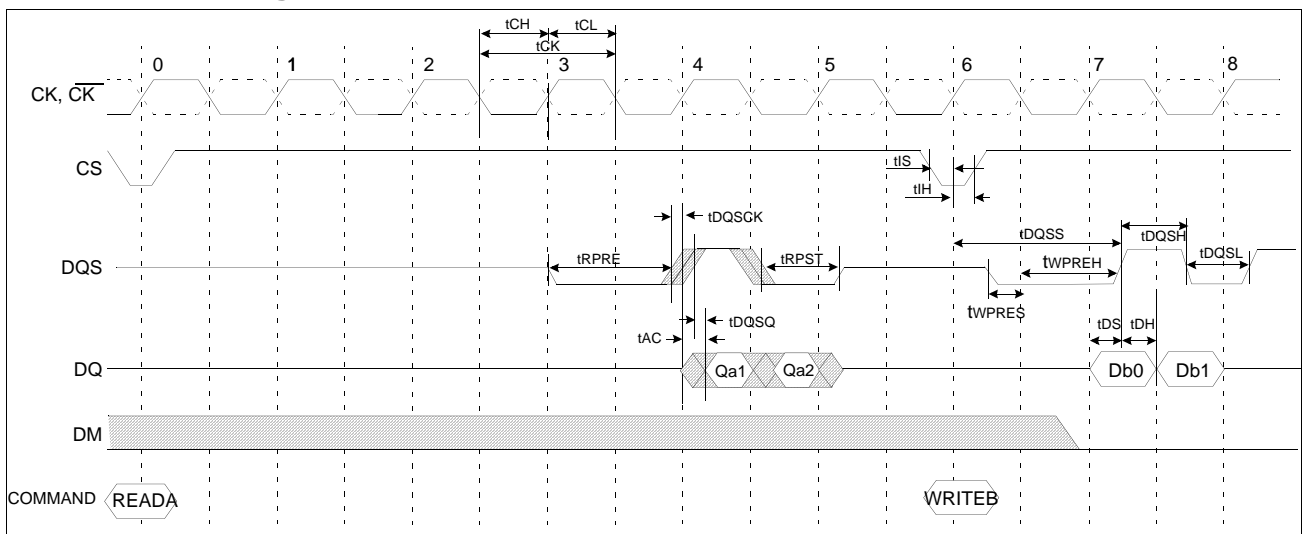 tCH tCL
tCK
0 1 2 3 4 5 6 7 8
CK, C̅K̅
CS
tIS
tIH
tDQSCK
tDQSS tDQSH
tRPRE tRPST tWPREH tDQSL
DQS
tWPRES
tDQSQ
tAC tDS tDH
DQ Qa1 Qa2 Db0 Db1
DM
COMMAND READA WRITEB